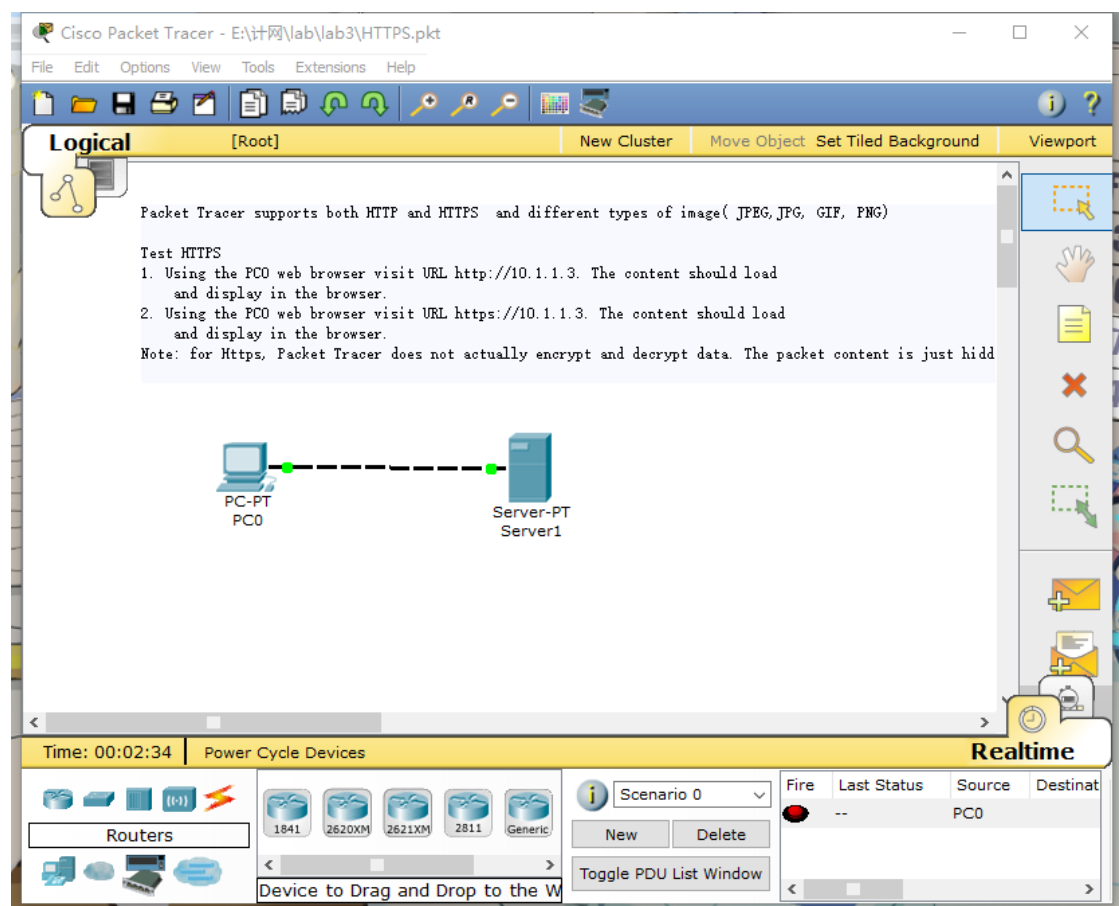 Cisco Packet Tracer - E:\计网\lab\lab3\HTTPS.pkt
File Edit Options View Tools Extensions Help
Logical [Root] New Cluster Move Object Set Tiled Background Viewport
Packet Tracer supports both HTTP and HTTPS and different types of image( JPEG,JPG, GIF, PNG)
Test HTTPS
1. Using the PC0 web browser visit URL http://10.1.1.3. The content should load
and display in the browser.
2. Using the PC0 web browser visit URL https://10.1.1.3. The content should load
and display in the browser.
Note: for Https, Packet Tracer does not actually encrypt and decrypt data. The packet content is just hidd
PC-PT
PC0
Server-PT
Server1
Time: 00:02:34 Power Cycle Devices Realtime
Routers
1841 2620XM 2621XM 2811 Generic
Device to Drag and Drop to the W
Scenario 0
New Delete
Toggle PDU List Window
Fire Last Status Source Destinat
-- PC0